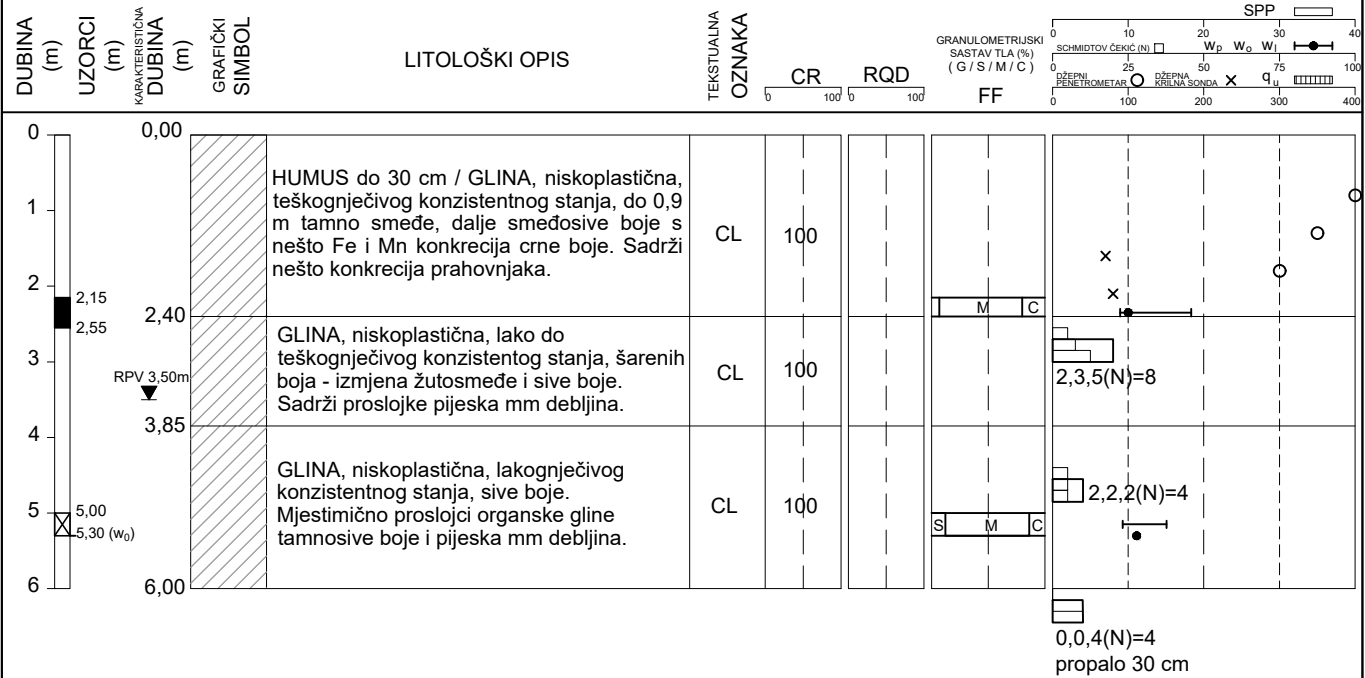 DUBINA
(m)
UZORCI
(m)
KARAKTERISTIČNA
DUBINA
(m)
GRAFIČKI
SIMBOL
LITOLOŠKI OPIS
TEKSTUALNA
OZNAKA
CR
0 100
RQD
0 100
GRANULOMETRIJSKI
SASTAV TLA (%)
( G / S / M / C )
FF
SPP
0 10 20 30 40
SCHMIDTOV ČEKIĆ (N) wp wo wl
0 25 50 75 100
DŽEPNI
PENETROMETAR
DŽEPNA
KRILNA SONDA
qu
0 100 200 300 400
0
1
2
3
4
5
6
2,15
2,55
RPV 3,50m
5,00
5,30 (w0)
0,00
2,40
3,85
6,00
HUMUS do 30 cm / GLINA, niskoplastična,
teškognječivog konzistentnog stanja, do 0,9
m tamno smeđe, dalje smeđosive boje s
nešto Fe i Mn konkrecija crne boje. Sadrži
nešto konkrecija prahovnjaka.
CL
100
M C
GLINA, niskoplastična, lako do
teškognječivog konzistentog stanja, šarenih
boja - izmjena žutosmeđe i sive boje.
Sadrži proslojke pijeska mm debljina.
CL
100
2,3,5(N)=8
GLINA, niskoplastična, lakognječivog
konzistentnog stanja, sive boje.
Mjestimično proslojci organske gline
tamnosive boje i pijeska mm debljina.
CL
100
S M C
2,2,2(N)=4
0,0,4(N)=4
propalo 30 cm